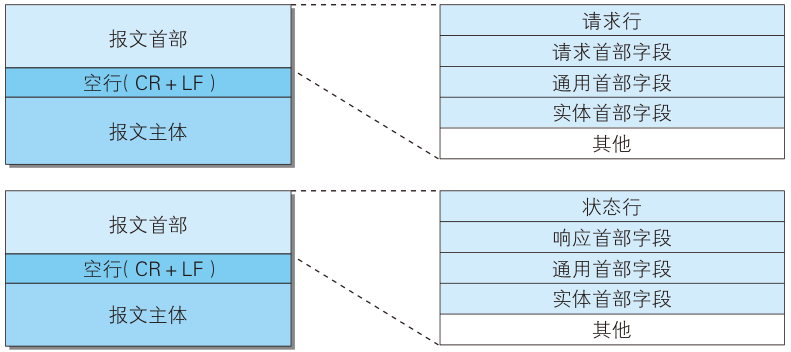 报文首部
空行( CR + LF )
报文主体
请求行
请求首部字段
通用首部字段
实体首部字段
其他
报文首部
空行( CR + LF )
报文主体
状态行
响应首部字段
通用首部字段
实体首部字段
其他